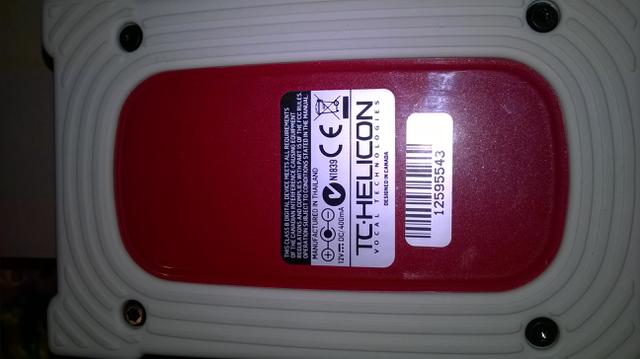 THIS CLASS B DIGITAL DEVICE MEETS ALL REQUIREMENTS
OF THE CANADIAN INTERFERENCE CAUSING EQUIPMENT
REGULATIONS AND COMPLIES WITH PART 15 OF THE FCC RULES.
OPERATION SUBJECT TO CONDITIONS STATED IN THE MANUAL.
MANUFACTURED IN THAILAND
N1839 CE
12V DC/400mA
TC·HELICON
VOCAL TECHNOLOGIES
DESIGNED IN CANADA
12595543